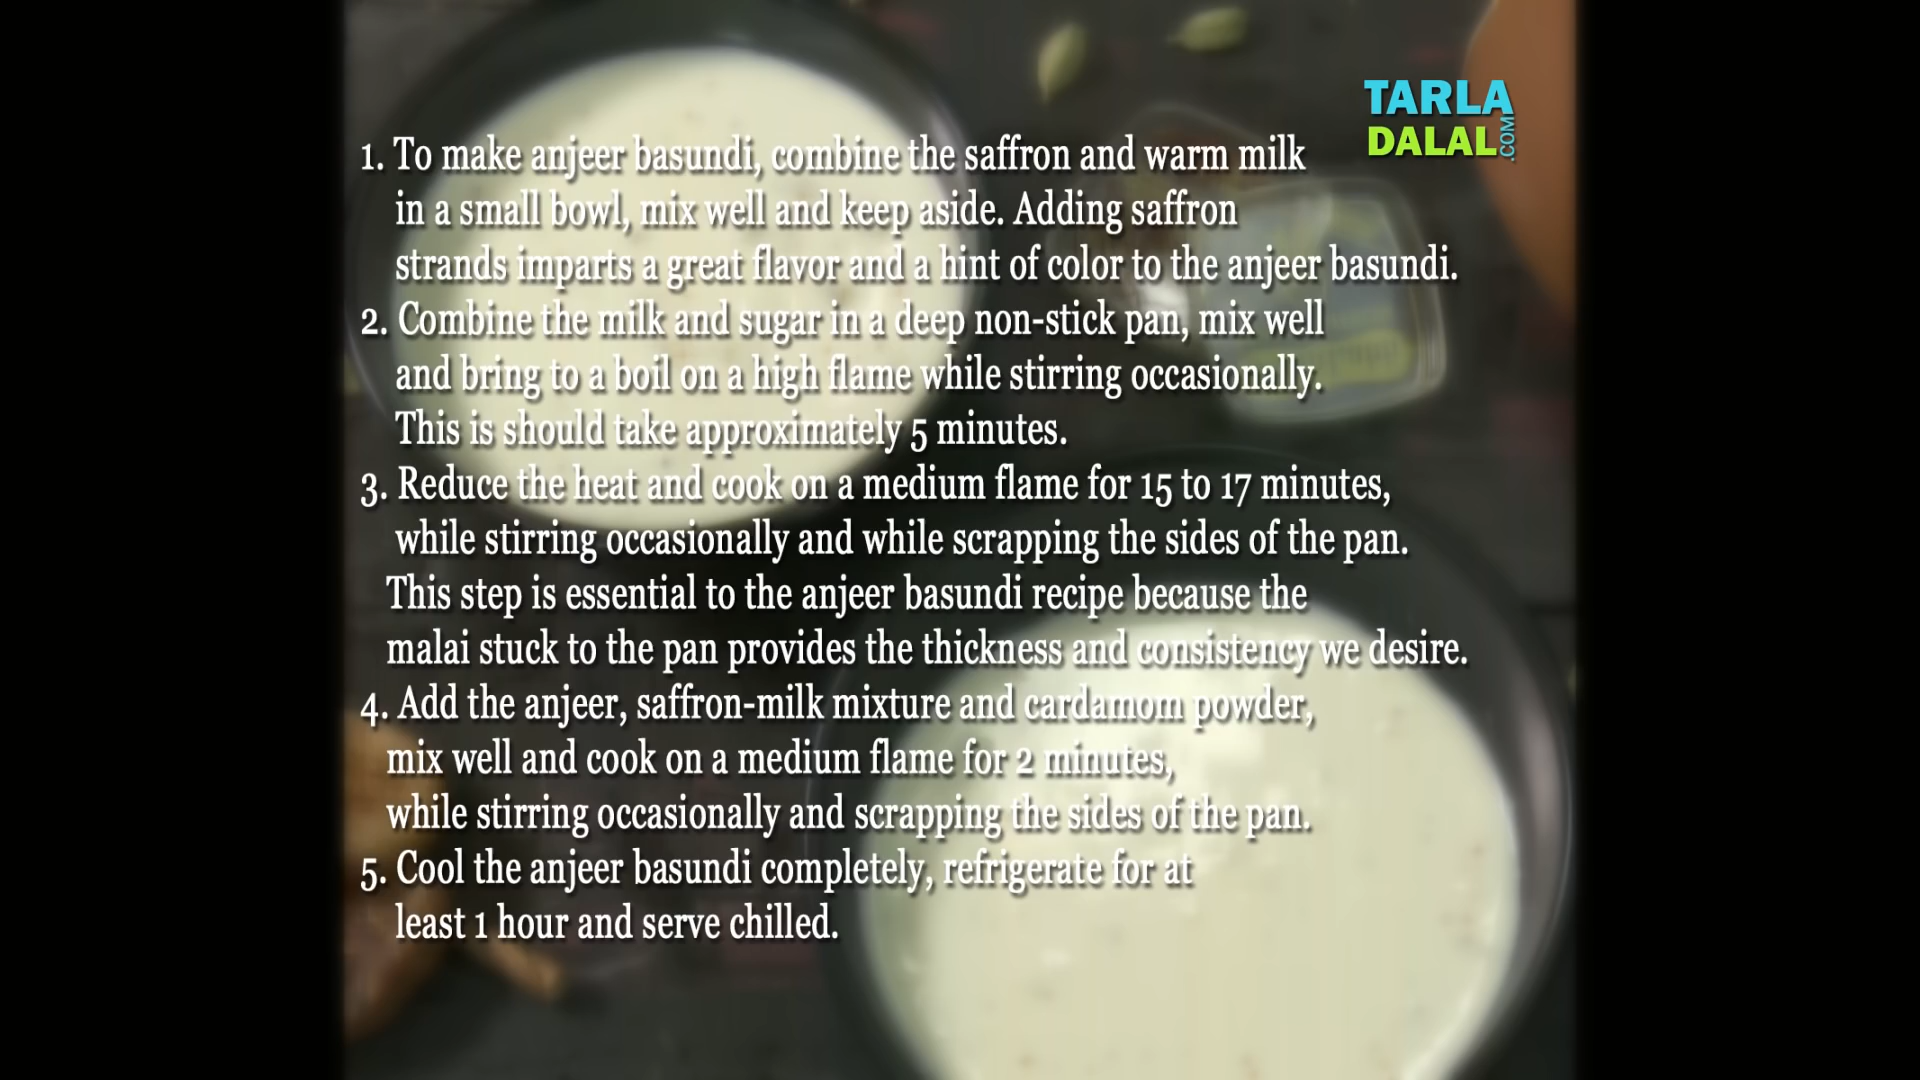 TARLA
DALAL
.COM
1. To make anjeer basundi, combine the saffron and warm milk
in a small bowl, mix well and keep aside. Adding saffron
strands imparts a great flavor and a hint of color to the anjeer basundi.
2. Combine the milk and sugar in a deep non-stick pan, mix well
and bring to a boil on a high flame while stirring occasionally.
This is should take approximately 5 minutes.
3. Reduce the heat and cook on a medium flame for 15 to 17 minutes,
while stirring occasionally and while scrapping the sides of the pan.
This step is essential to the anjeer basundi recipe because the
malai stuck to the pan provides the thickness and consistency we desire.
4. Add the anjeer, saffron-milk mixture and cardamom powder,
mix well and cook on a medium flame for 2 minutes,
while stirring occasionally and scrapping the sides of the pan.
5. Cool the anjeer basundi completely, refrigerate for at
least 1 hour and serve chilled.